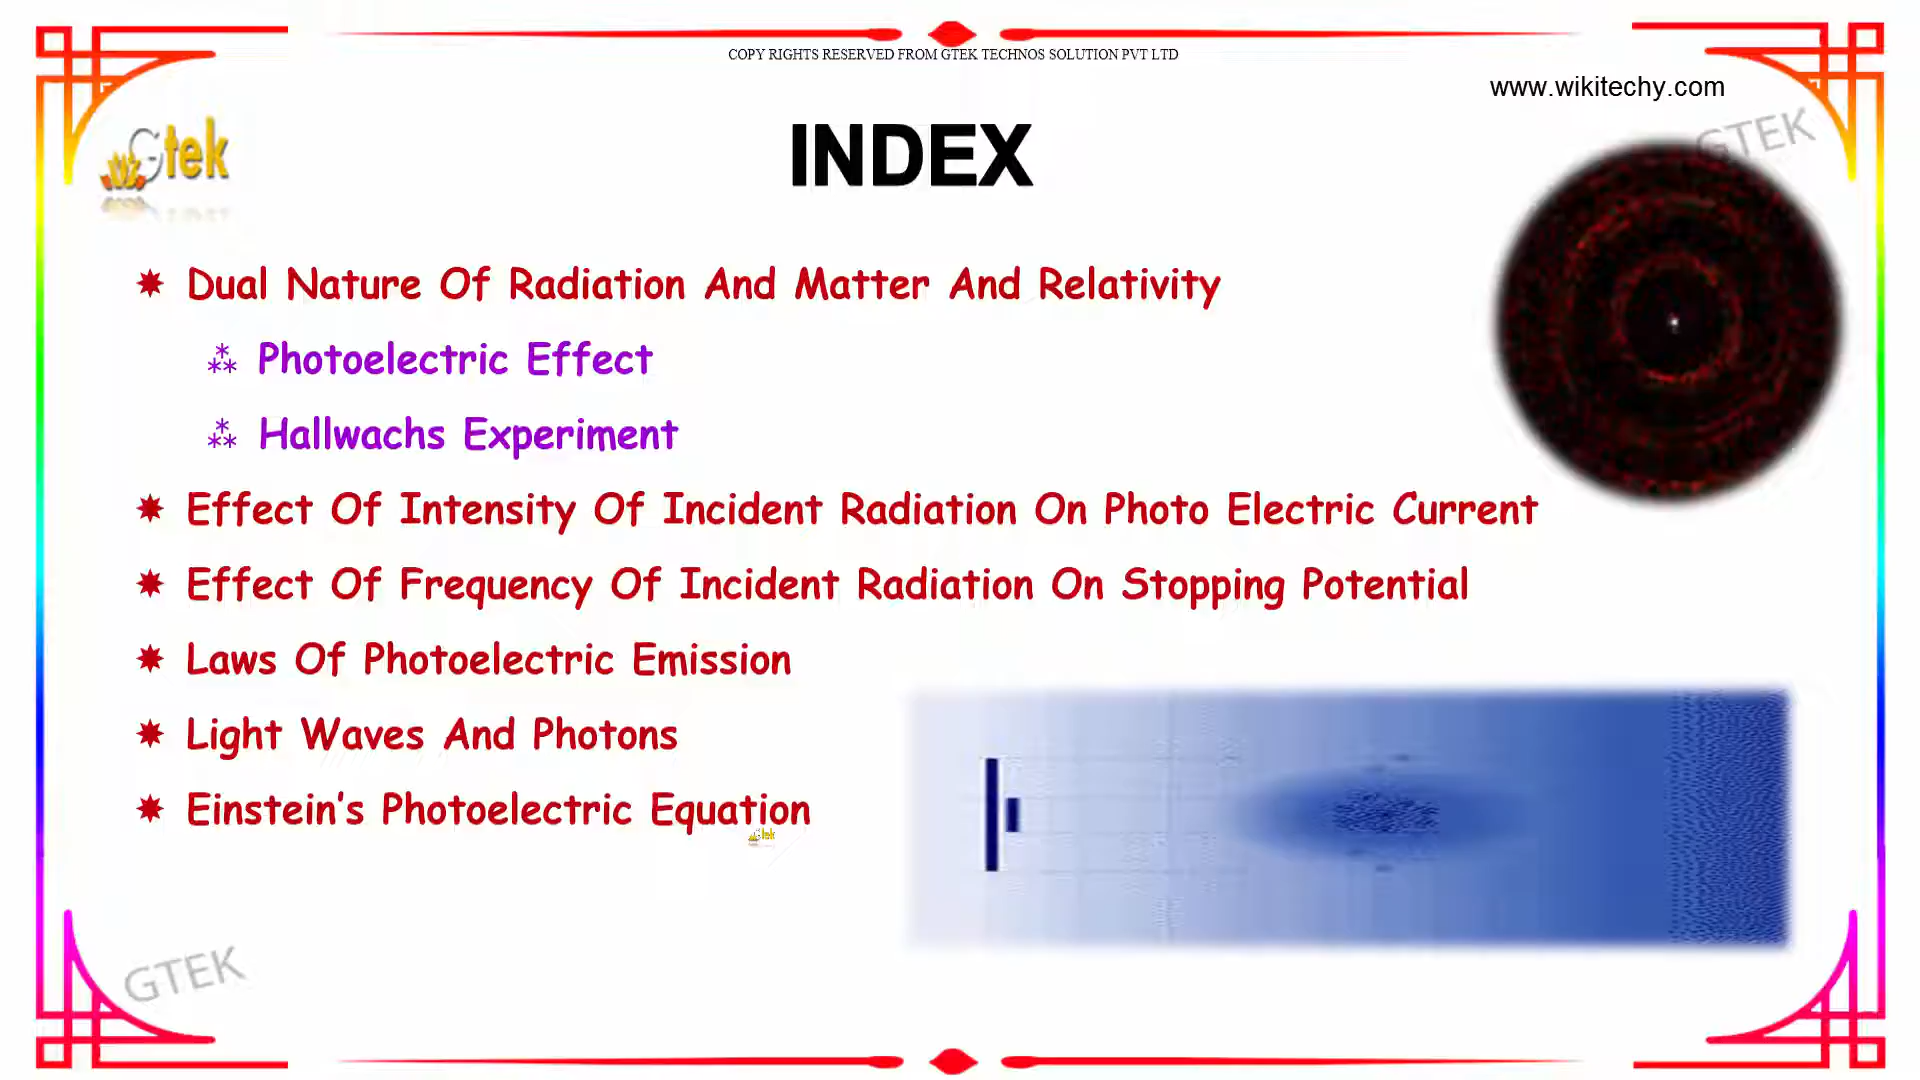 COPY RIGHTS RESERVED FROM GTEK TECHNOS SOLUTION PVT LTD
www.wikitechy.com
GTEK
Gtek
INDEX
Dual Nature Of Radiation And Matter And Relativity
Photoelectric Effect
Hallwachs Experiment
Effect Of Intensity Of Incident Radiation On Photo Electric Current
Effect Of Frequency Of Incident Radiation On Stopping Potential
Laws Of Photoelectric Emission
Light Waves And Photons
Einstein's Photoelectric Equation
Gtek
GTEK